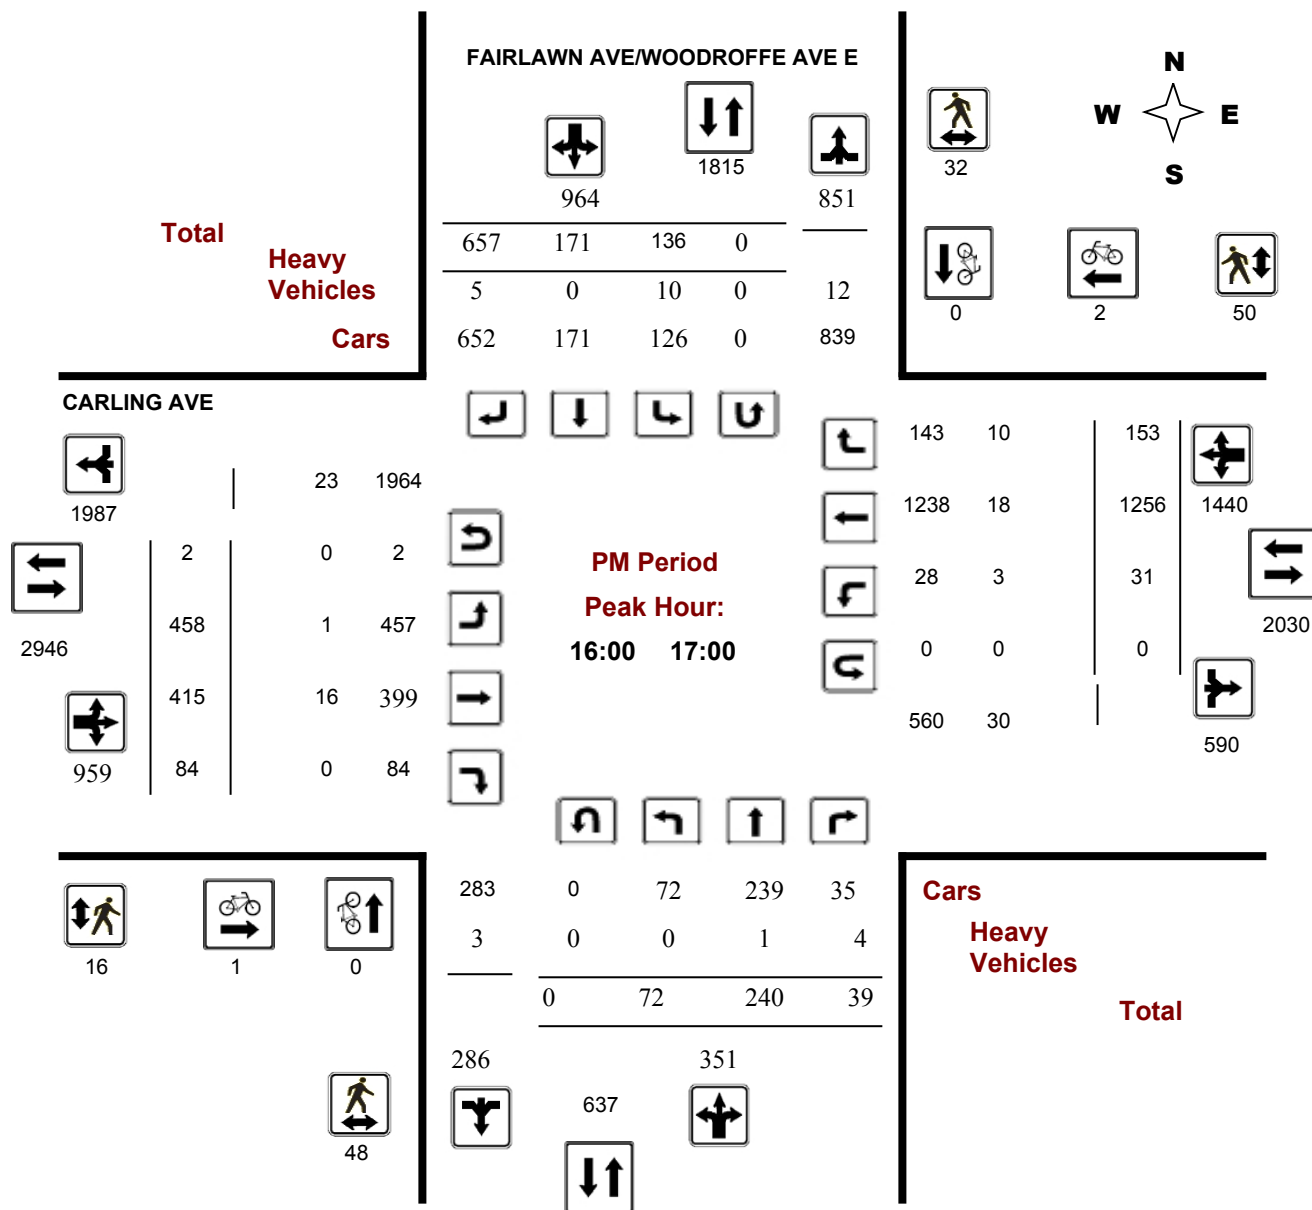 FAIRLAWN AVE/WOODROFFE AVE E
N
W E
S
1815
32
964 851
Total
657 171 136 0
Heavy
Vehicles
5 0 10 0 12
0 2 50
Cars
652 171 126 0 839
CARLING AVE
143 10 153
23 1964
1987
1238 18 1256 1440
2 0 2
PM Period
28 3 31
Peak Hour:
458 1 457
2030
2946
16:00 17:00
0 0 0
415 16 399
560 30
590
959 84 0 84
283 0 72 239 35
Cars
3 0 0 1 4
Heavy
Vehicles
16 1 0
0 72 240 39
Total
286 351
637
48